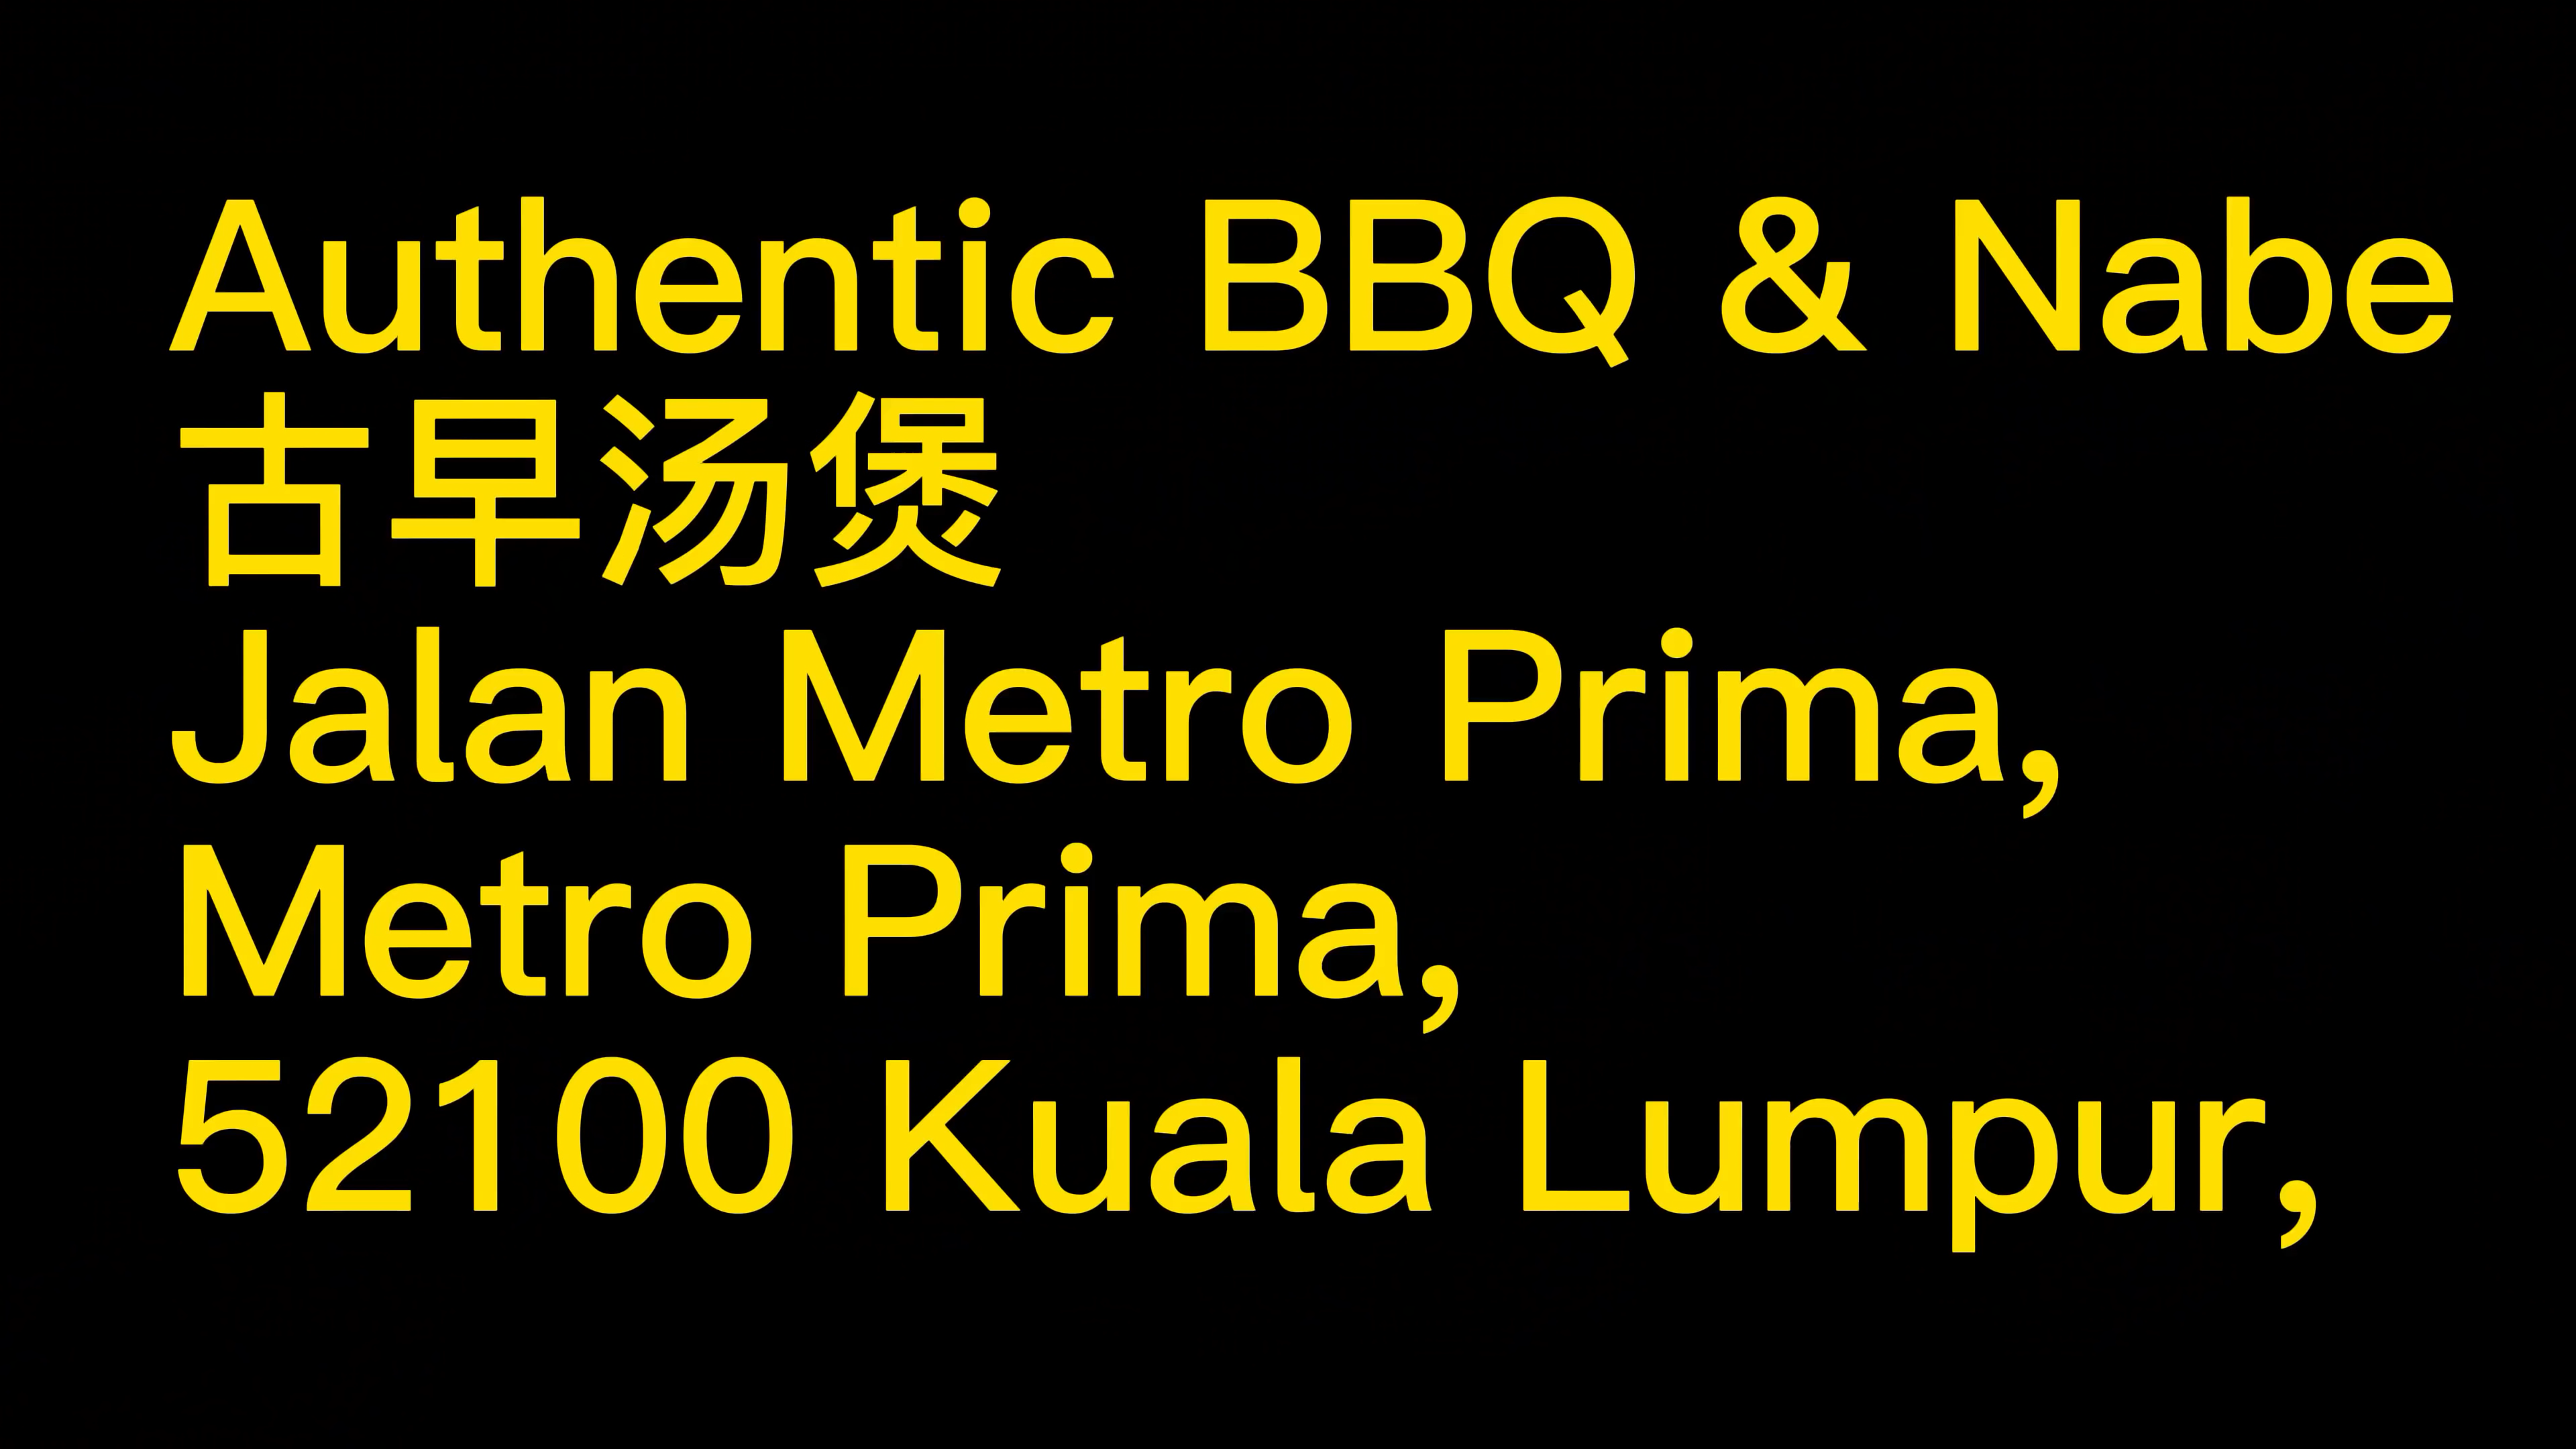 Authentic BBQ & Nabe
古早汤煲
Jalan Metro Prima,
Metro Prima,
52100 Kuala Lumpur,